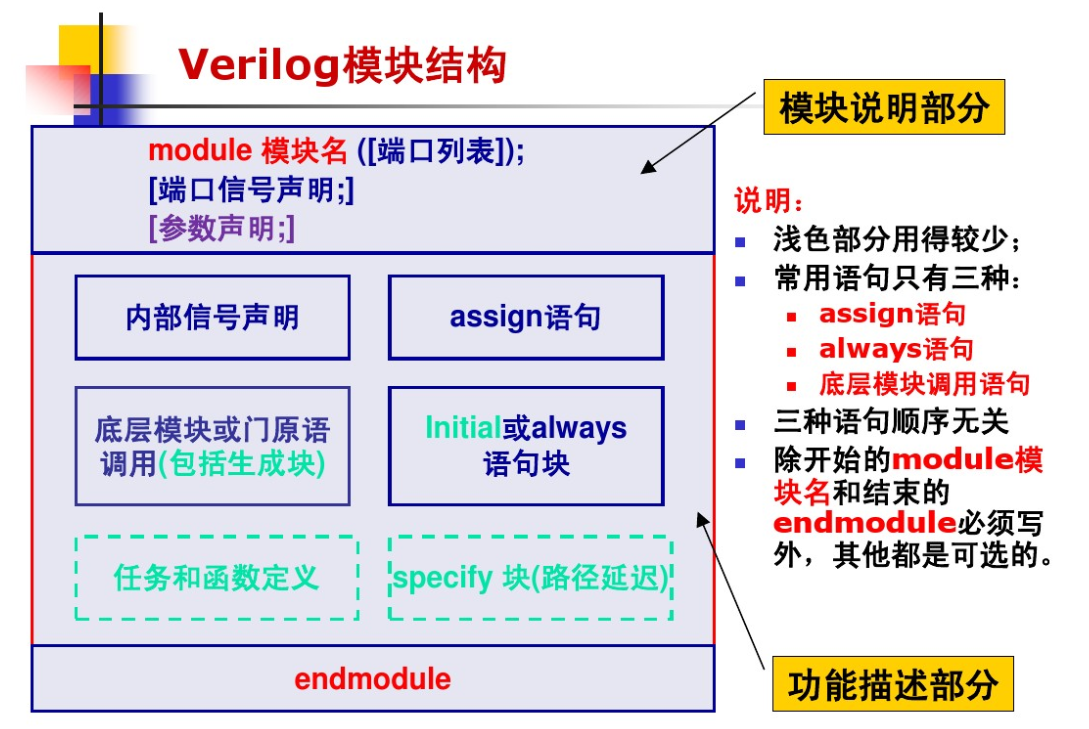 Verilog模块结构
模块说明部分
module 模块名 ([端口列表]);
[端口信号声明;]
[参数声明;]
内部信号声明
assign语句
底层模块或门原语
调用(包括生成块)
Initial或always
语句块
任务和函数定义
specify 块(路径延迟)
endmodule
说明：
浅色部分用得较少；
常用语句只有三种：
assign语句
always语句
底层模块调用语句
三种语句顺序无关
除开始的module模
块名和结束的
endmodule必须写
外，其他都是可选的。
功能描述部分